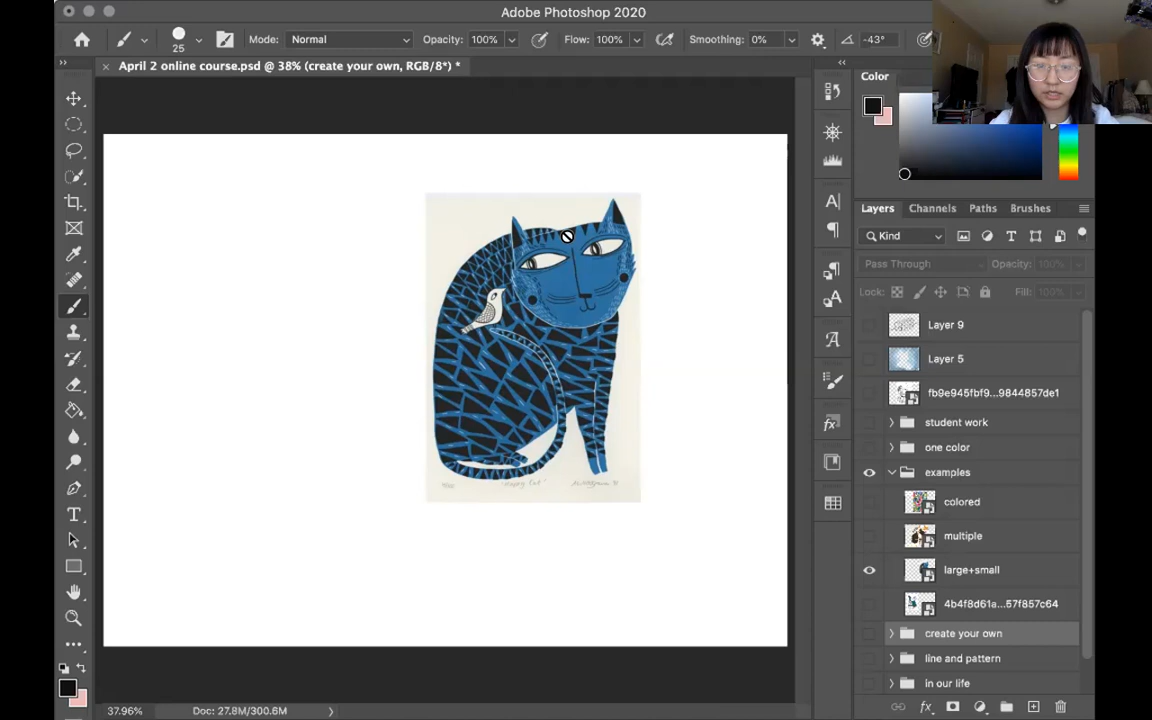 Adobe Photoshop 2020
25
Mode: Normal
Opacity: 100%
Flow: 100%
Smoothing: 0%
-43°
× April 2 online course.psd @ 38% (create your own, RGB/8*) *
Color
Layers Channels Paths Brushes
Kind
Pass Through Opacity: 100%
Lock: Fill: 100%
Layer 9
Layer 5
fb9e945fbf9...9844857de1
student work
one color
examples
colored
multiple
large+small
4b4f8d61a...57f857c64
create your own
line and pattern
in our life
37.96% Doc: 27.8M/300.6M